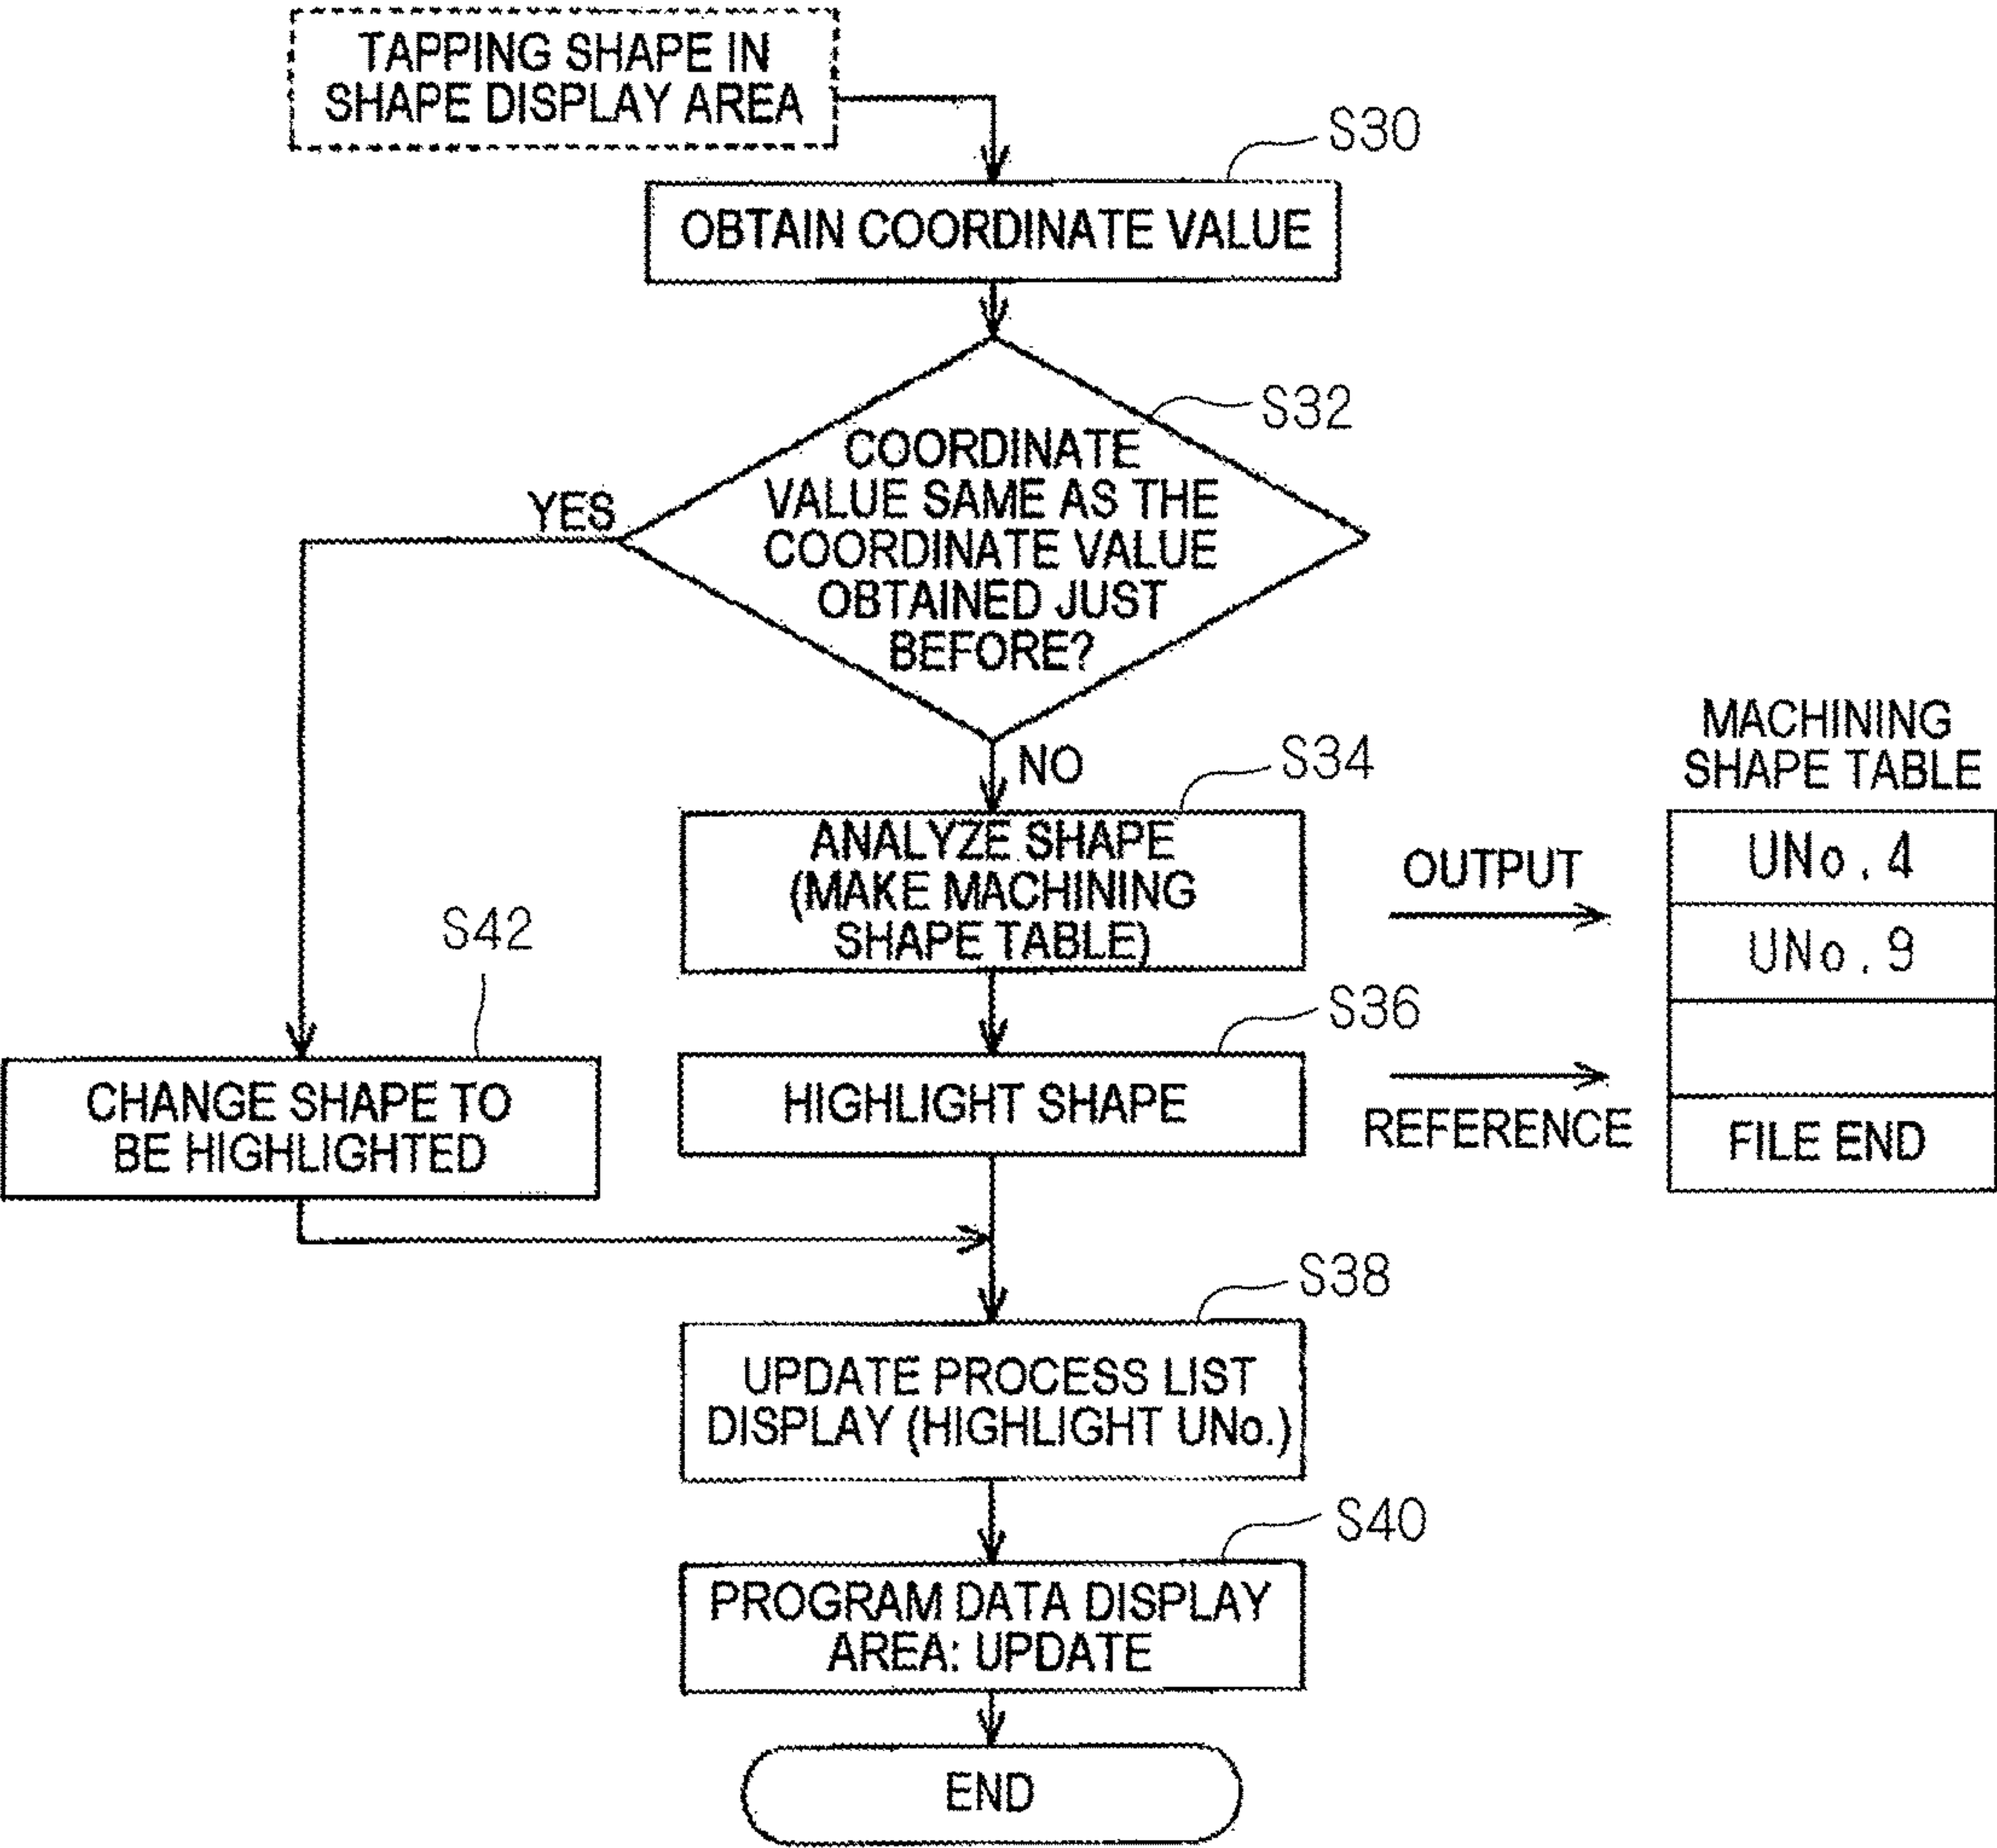 TAPPING SHAPE IN
SHAPE DISPLAY AREA
S30
OBTAIN COORDINATE VALUE
S32
COORDINATE
VALUE SAME AS THE
COORDINATE VALUE
OBTAINED JUST
BEFORE?
YES
NO
S34
ANALYZE SHAPE
(MAKE MACHINING
SHAPE TABLE)
OUTPUT
MACHINING
SHAPE TABLE
UNo.4
UNo.9
FILE END
S42
CHANGE SHAPE TO
BE HIGHLIGHTED
S36
HIGHLIGHT SHAPE
REFERENCE
S38
UPDATE PROCESS LIST
DISPLAY (HIGHLIGHT UNo.)
S40
PROGRAM DATA DISPLAY
AREA: UPDATE
END